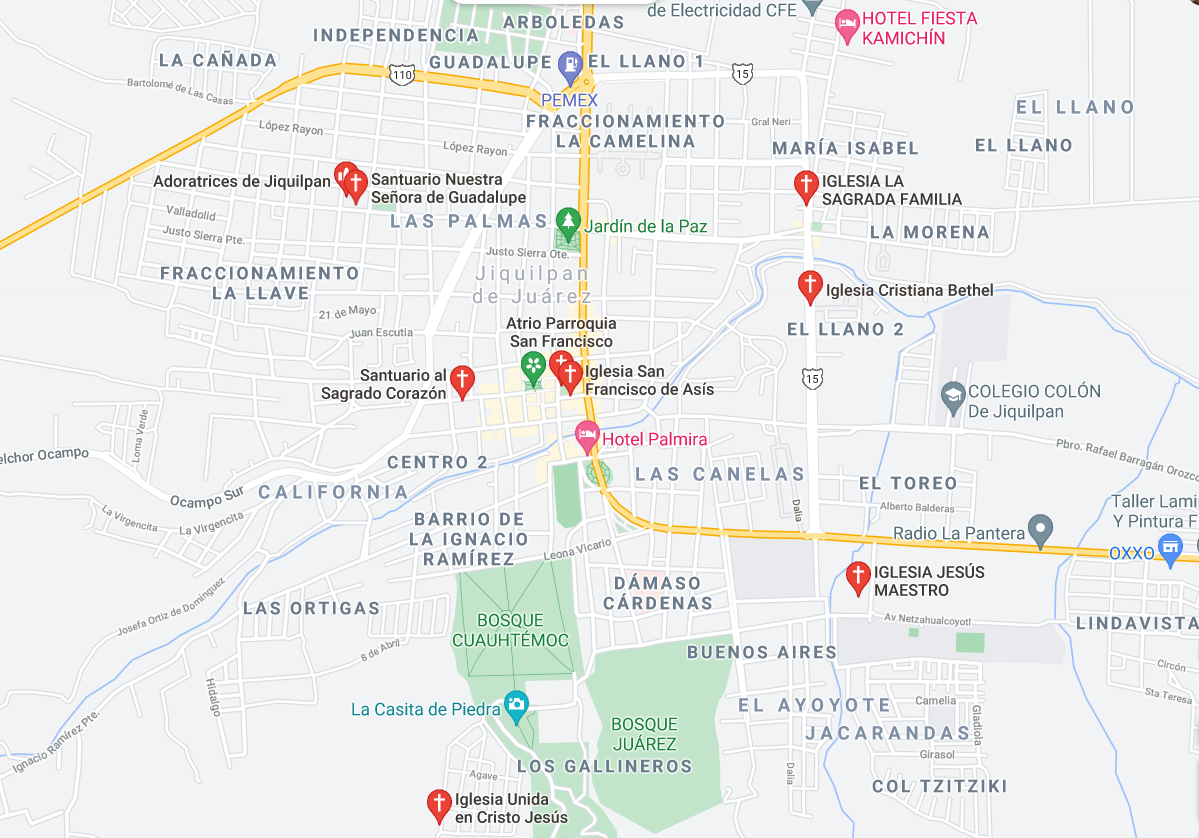 de Electricidad CFE
HOTEL FIESTA
KAMICHÍN
ARBOLEDAS
INDEPENDENCIA
LA CAÑADA
GUADALUPE
EL LLANO 1
110
15
Bartolomé de Las Casas
PEMEX
EL LLANO
FRACCIONAMIENTO
LA CAMELINA
Gral Neri
López Rayon
López Rayon
MARÍA ISABEL
EL LLANO
Adoratrices de Jiquilpan
Santuario Nuestra
Señora de Guadalupe
IGLESIA LA
SAGRADA FAMILIA
Valladolid
LAS PALMAS
Jardín de la Paz
LA MORENA
Justo Sierra Pte.
Justo Sierra Ote.
FRACCIONAMIENTO
LA LLAVE
Jiquilpan
de Juárez
Iglesia Cristiana Bethel
21 de Mayo
Juan Escutia
Atrio Parroquia
San Francisco
EL LLANO 2
Santuario al
Sagrado Corazón
Iglesia San
Francisco de Asís
15
COLEGIO COLÓN
De Jiquilpan
Loma Verde
Hotel Palmira
Pbro. Rafael Barragán Orozco
elchor Ocampo
CENTRO 2
LAS CANELAS
EL TOREO
Ocampo Sur
CALIFORNIA
La Virgencita
La Virgencita
Dalia
Alberto Balderas
Taller Lami
Y Pintura F
BARRIO DE
LA IGNACIO
RAMÍREZ
Radio La Pantera
Leona Vicario
OXXO
IGLESIA JESÚS
MAESTRO
DÁMASO
CÁRDENAS
Josefa Ortiz de Domínguez
LAS ORTIGAS
BOSQUE
CUAUHTÉMOC
Av Netzahualcoyotl
LINDAVISTA
8 de Abril
BUENOS AIRES
Circón
Sta Teresa
Hidalgo
La Casita de Piedra
EL AYOYOTE
Camelia
Gladiola
JACARANDAS
BOSQUE
JUÁREZ
Ignacio Ramírez Pte.
Girasol
LOS GALLINEROS
Agave
Dalia
COL TZITZIKI
Iglesia Unida
en Cristo Jesús